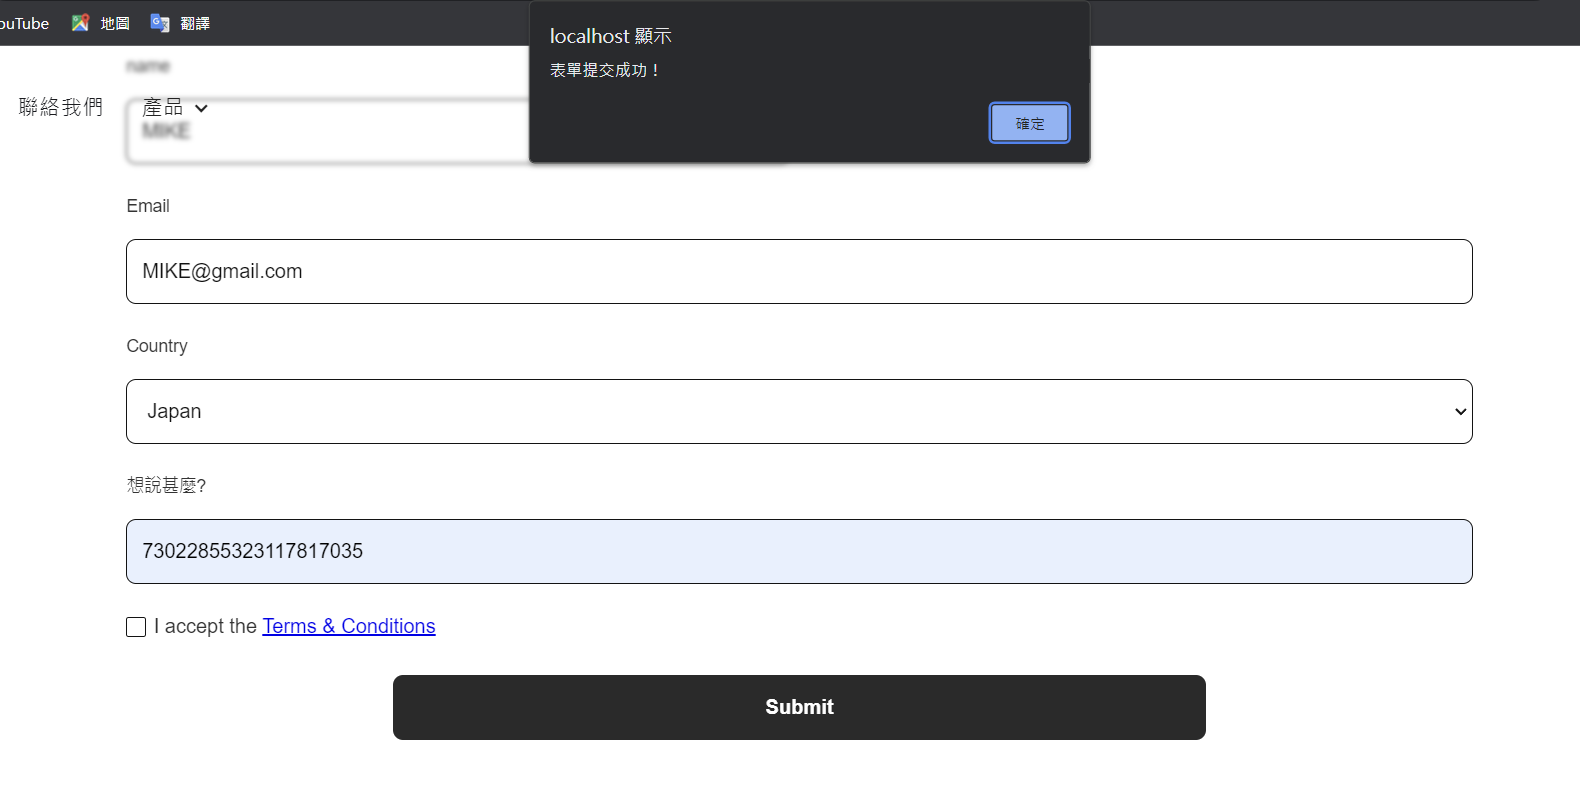 ouTube 地圖 翻譯
localhost 顯示
表單提交成功！
確定
name
聯絡我們 產品
MIKE
Email
MIKE@gmail.com
Country
Japan
想說甚麼?
73022855323117817035
I accept the Terms & Conditions
Submit